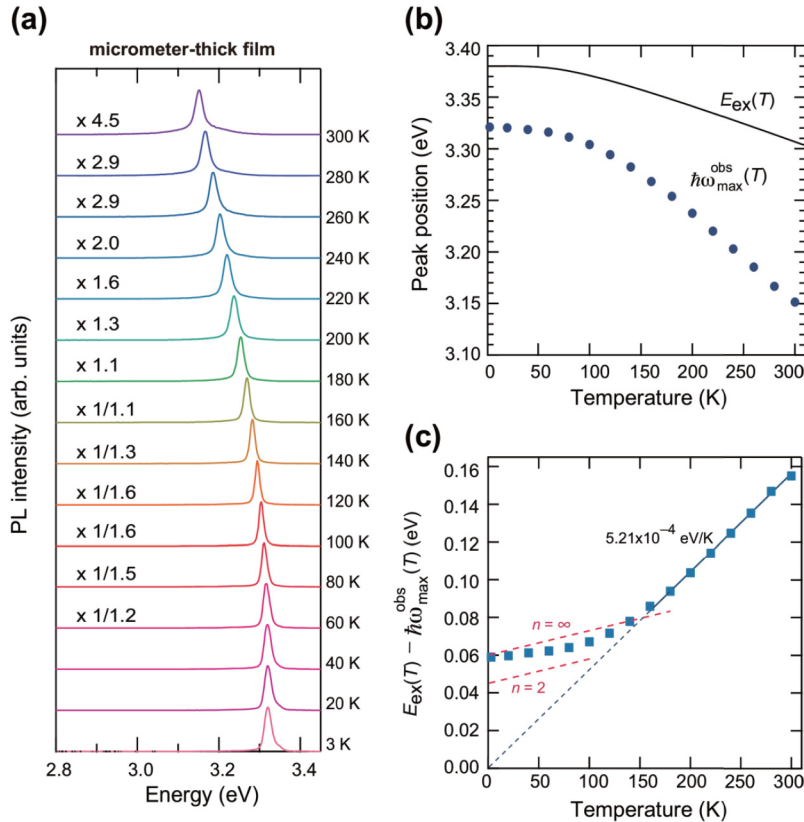 (a)
micrometer-thick film
x 4.5
300 K
x 2.9
280 K
x 2.9
260 K
x 2.0
240 K
x 1.6
220 K
x 1.3
200 K
x 1.1
180 K
x 1/1.1
160 K
x 1/1.3
140 K
x 1/1.6
120 K
x 1/1.6
100 K
x 1/1.5
80 K
x 1/1.2
60 K
40 K
20 K
3 K
PL intensity (arb. units)
2.8 3.0 3.2 3.4
Energy (eV)
(b)
3.40
3.35
3.30
3.25
3.20
3.15
3.10
Peak position (eV)
E_ex(T)
ħω_max^obs(T)
0 50 100 150 200 250 300
Temperature (K)
(c)
0.16
0.14
0.12
0.10
0.08
0.06
0.04
0.02
0.00
E_ex(T) − ħω_max^obs(T) (eV)
5.21x10⁻⁴ eV/K
n = ∞
n = 2
0 50 100 150 200 250 300
Temperature (K)